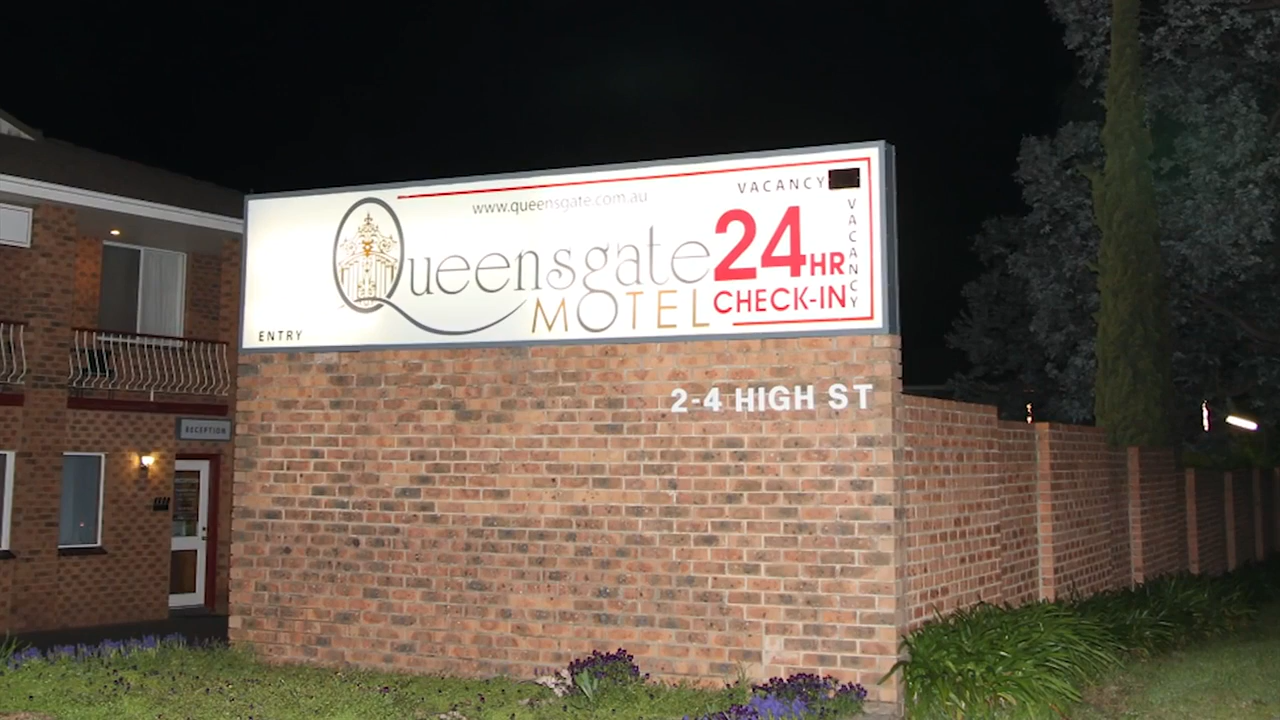 www.queensgate.com.au
VACANCY
VACANCY
Queensgate
MOTEL
24HR
CHECK-IN
ENTRY
2-4 HIGH ST
RECEPTION